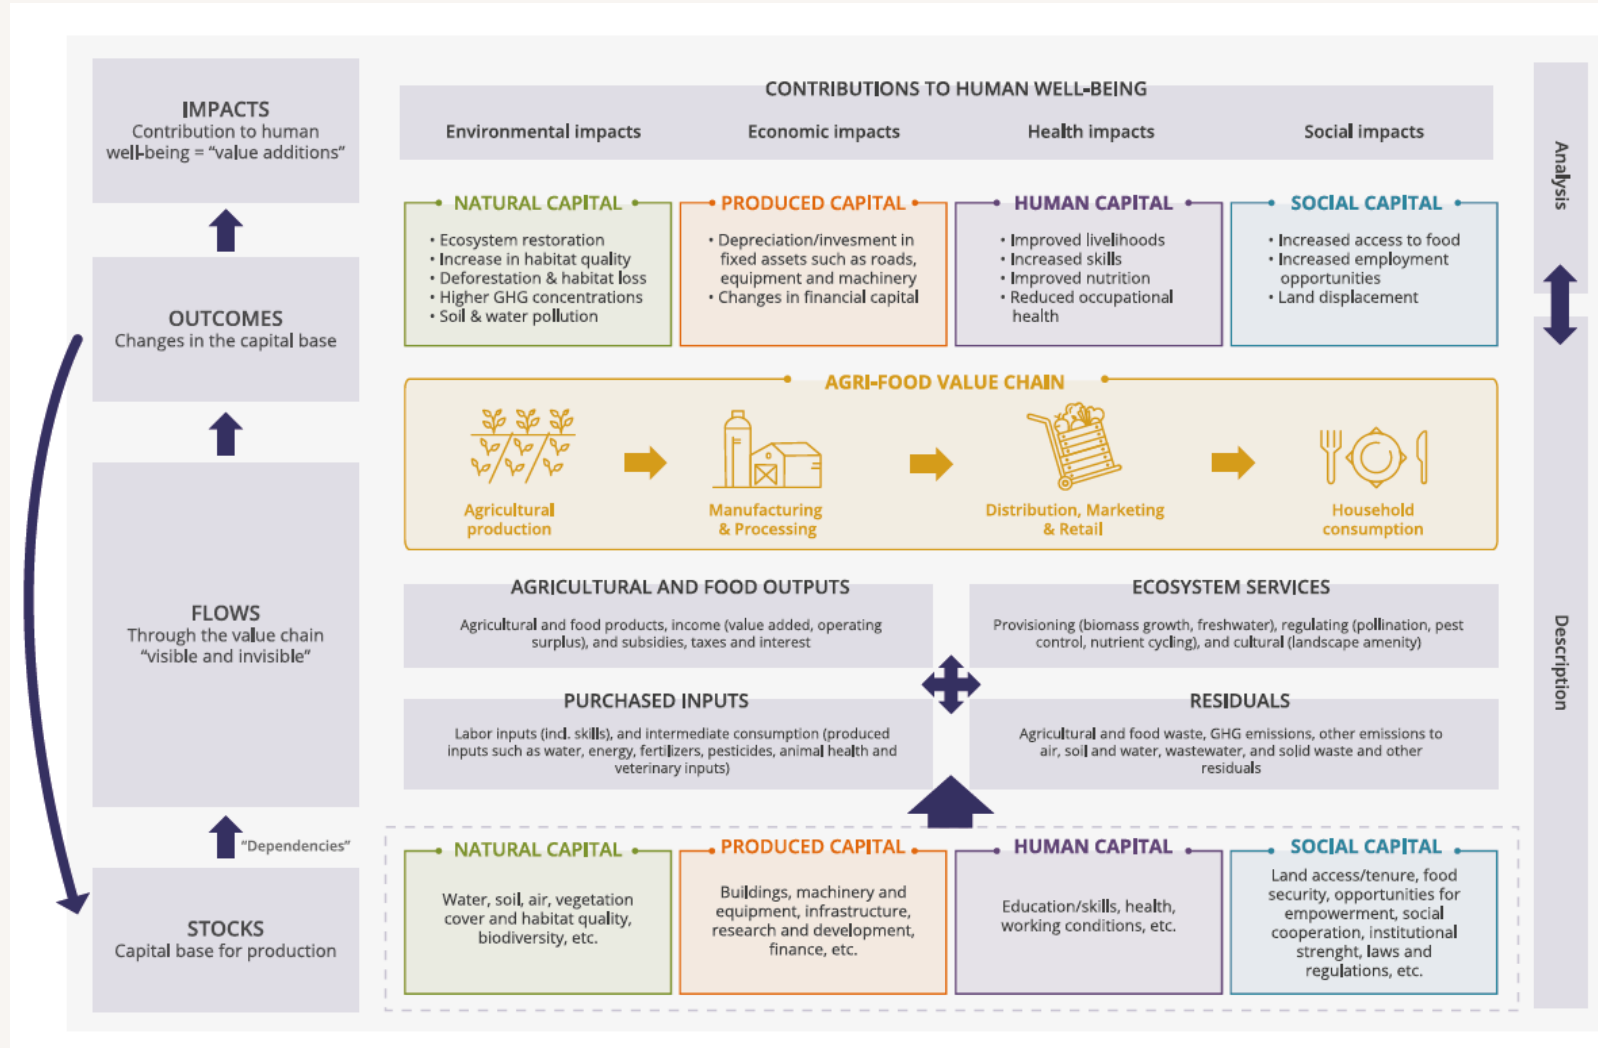 IMPACTS
Contribution to human
well-being = “value additions”
OUTCOMES
Changes in the capital base
FLOWS
Through the value chain
“visible and invisible”
“Dependencies”
STOCKS
Capital base for production
CONTRIBUTIONS TO HUMAN WELL-BEING
Environmental impacts
Economic impacts
Health impacts
Social impacts
NATURAL CAPITAL
• Ecosystem restoration
• Increase in habitat quality
• Deforestation & habitat loss
• Higher GHG concentrations
• Soil & water pollution
PRODUCED CAPITAL
• Depreciation/invesment in
fixed assets such as roads,
equipment and machinery
• Changes in financial capital
HUMAN CAPITAL
• Improved livelihoods
• Increased skills
• Improved nutrition
• Reduced occupational
health
SOCIAL CAPITAL
• Increased access to food
• Increased employment
opportunities
• Land displacement
AGRI-FOOD VALUE CHAIN
Agricultural
production
Manufacturing
& Processing
Distribution, Marketing
& Retail
Household
consumption
AGRICULTURAL AND FOOD OUTPUTS
Agricultural and food products, income (value added, operating
surplus), and subsidies, taxes and interest
ECOSYSTEM SERVICES
Provisioning (biomass growth, freshwater), regulating (pollination, pest
control, nutrient cycling), and cultural (landscape amenity)
PURCHASED INPUTS
Labor inputs (incl. skills), and intermediate consumption (produced
inputs such as water, energy, fertilizers, pesticides, animal health and
veterinary inputs)
RESIDUALS
Agricultural and food waste, GHG emissions, other emissions to
air, soil and water, wastewater, and solid waste and other
residuals
NATURAL CAPITAL
Water, soil, air, vegetation
cover and habitat quality,
biodiversity, etc.
PRODUCED CAPITAL
Buildings, machinery and
equipment, infrastructure,
research and development,
finance, etc.
HUMAN CAPITAL
Education/skills, health,
working conditions, etc.
SOCIAL CAPITAL
Land access/tenure, food
security, opportunities for
empowerment, social
cooperation, institutional
strenght, laws and
regulations, etc.
Analysis
Description